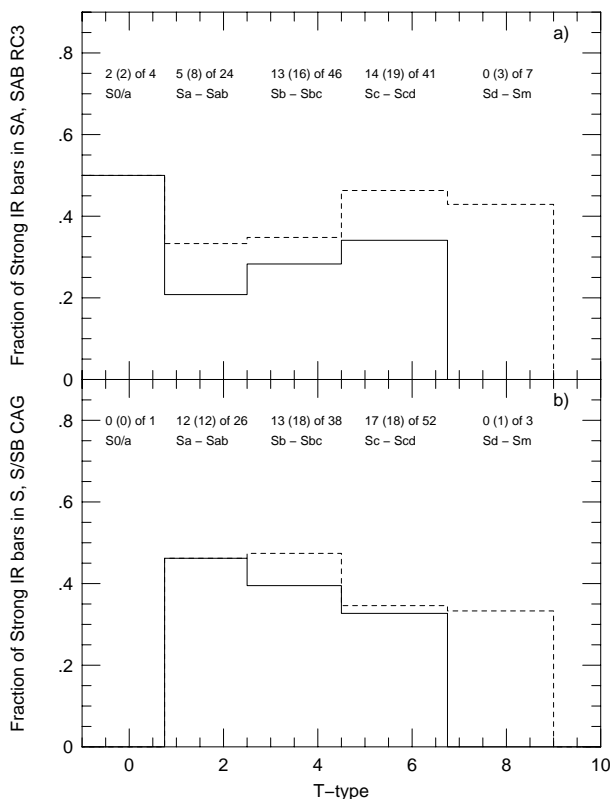 Fraction of Strong IR bars in SA, SAB RC3
a)
2 (2) of 4 5 (8) of 24 13 (16) of 46 14 (19) of 41 0 (3) of 7
S0/a Sa − Sab Sb − Sbc Sc − Scd Sd − Sm
.8
.6
.4
.2
0
Fraction of Strong IR bars in S, S/SB CAG
b)
0 (0) of 1 12 (12) of 26 13 (18) of 38 17 (18) of 52 0 (1) of 3
S0/a Sa − Sab Sb − Sbc Sc − Scd Sd − Sm
.8
.6
.4
.2
0
0 2 4 6 8 10
T−type